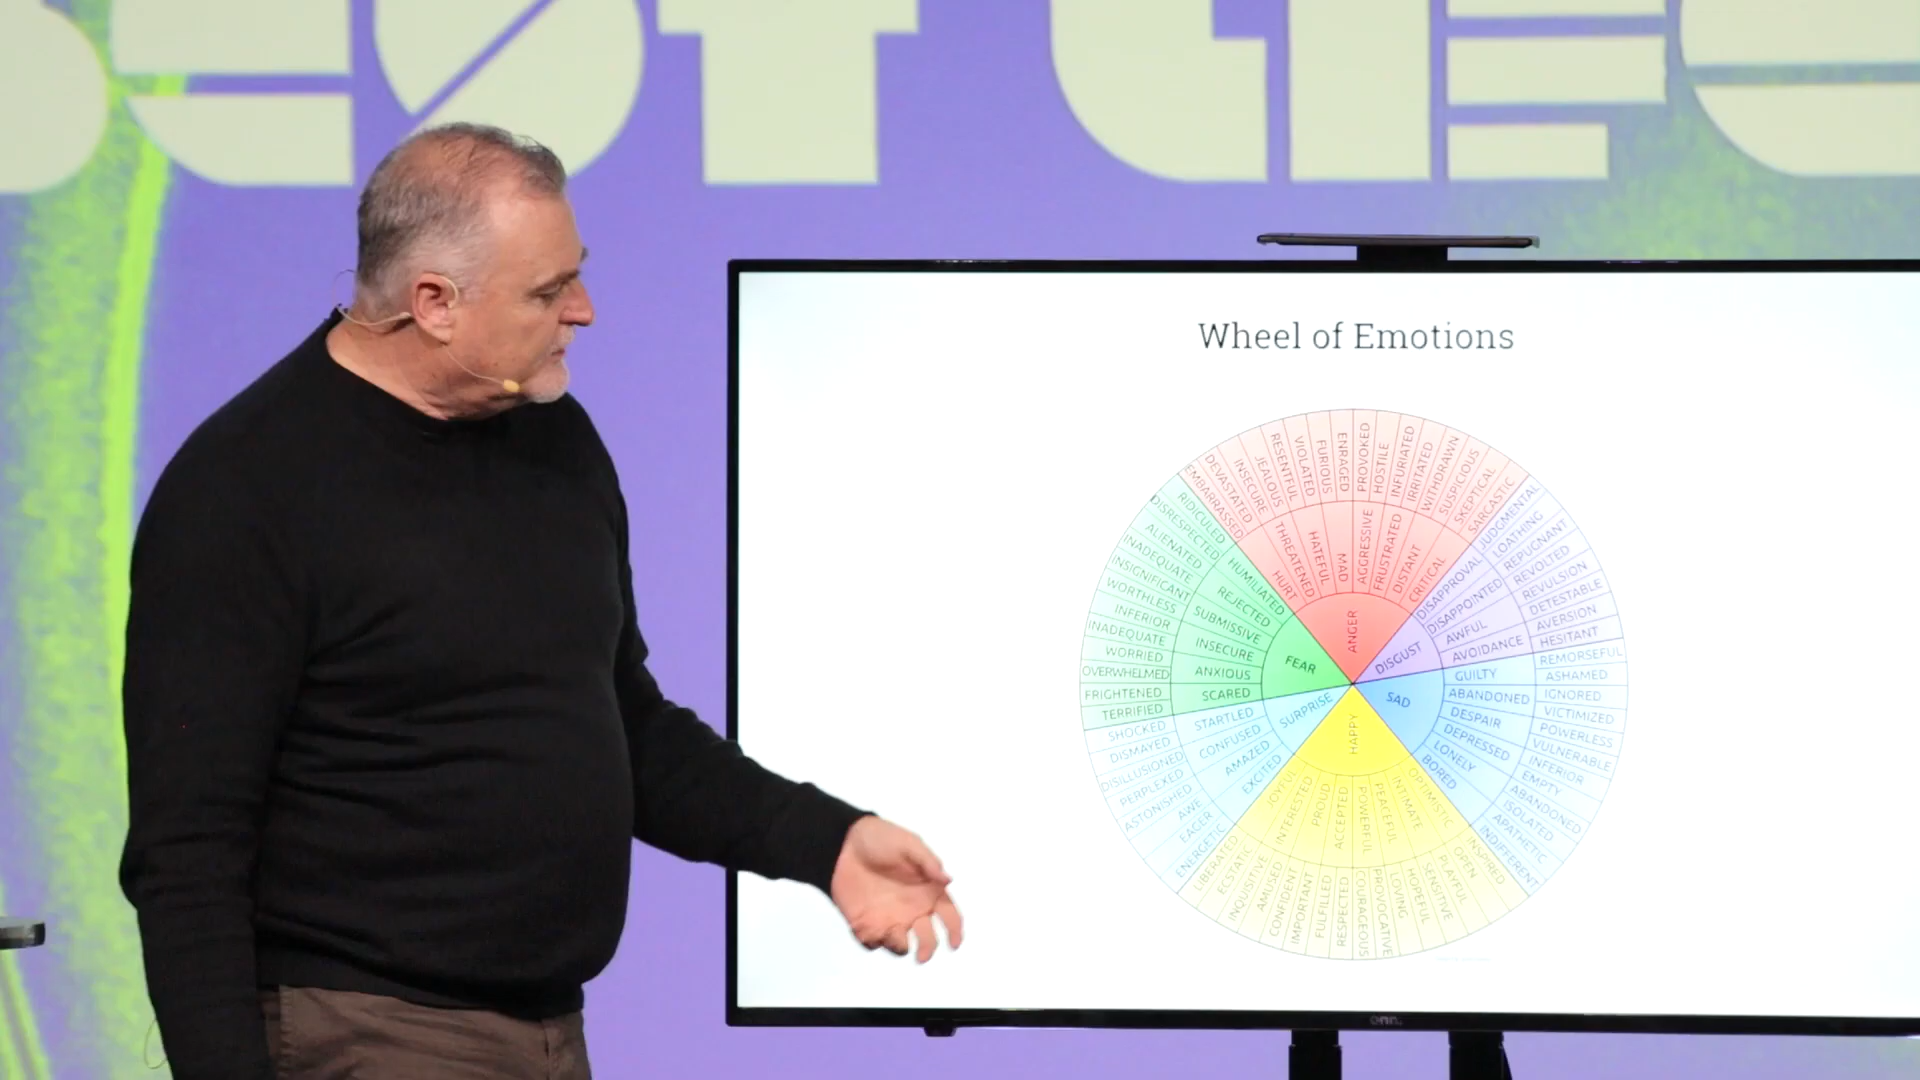 Wheel of Emotions
ANGER
HURT
THREATENED
HATEFUL
MAD
AGGRESSIVE
FRUSTRATED
DISTANT
CRITICAL
EMBARRASSED
DEVASTATED
INSECURE
JEALOUS
RESENTFUL
VIOLATED
FURIOUS
ENRAGED
PROVOKED
HOSTILE
INFURIATED
IRRITATED
WITHDRAWN
SUSPICIOUS
SKEPTICAL
SARCASTIC
DISGUST
DISAPPROVAL
DISAPPOINTED
AWFUL
AVOIDANCE
JUDGMENTAL
LOATHING
REPUGNANT
REVOLTED
REVULSION
DETESTABLE
AVERSION
HESITANT
SAD
GUILTY
ABANDONED
DESPAIR
DEPRESSED
LONELY
BORED
REMORSEFUL
ASHAMED
IGNORED
VICTIMIZED
POWERLESS
VULNERABLE
INFERIOR
EMPTY
ABANDONED
ISOLATED
APATHETIC
INDIFFERENT
HAPPY
OPTIMISTIC
INTIMATE
PEACEFUL
POWERFUL
ACCEPTED
PROUD
INTERESTED
JOYFUL
INSPIRED
OPEN
PLAYFUL
SENSITIVE
HOPEFUL
LOVING
PROVOCATIVE
COURAGEOUS
RESPECTED
FULFILLED
IMPORTANT
CONFIDENT
AMUSED
INQUISITIVE
ECSTATIC
LIBERATED
SURPRISE
EXCITED
AMAZED
CONFUSED
STARTLED
ENERGETIC
EAGER
AWE
ASTONISHED
PERPLEXED
DISILLUSIONED
DISMAYED
SHOCKED
FEAR
SCARED
ANXIOUS
INSECURE
SUBMISSIVE
REJECTED
HUMILIATED
TERRIFIED
FRIGHTENED
OVERWHELMED
WORRIED
INADEQUATE
INFERIOR
WORTHLESS
INSIGNIFICANT
INADEQUATE
ALIENATED
DISRESPECTED
RIDICULED
onn.